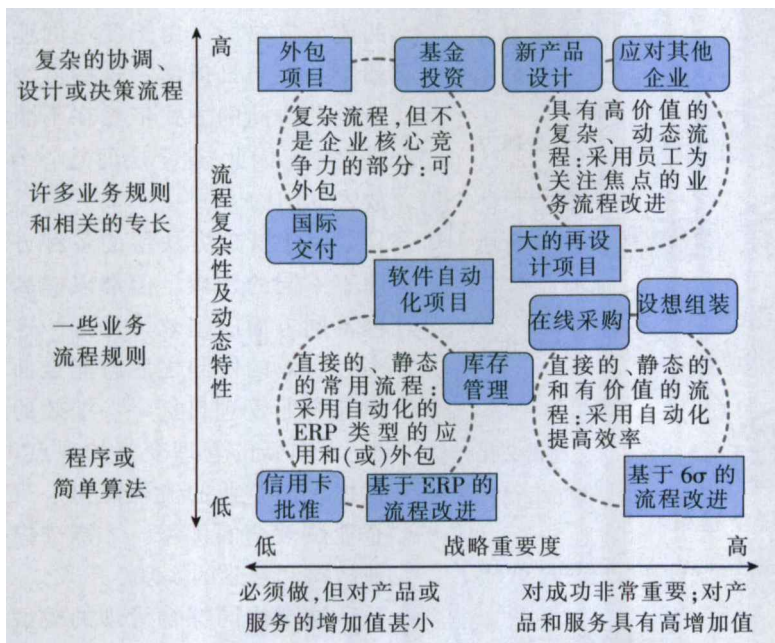 复杂的协调、
设计或决策流程
许多业务规则
和相关的专长
一些业务
流程规则
程序或
简单算法
高
流程复杂性及动态特性
低
外包
项目
基金
投资
复杂流程,但不
是企业核心竞
争力的部分:可
外包
国际
交付
新产品
设计
应对其他
企业
具有高价值的
复杂、动态流
程:采用员工为
关注焦点的业
务流程改进
大的再设
计项目
软件自动
化项目
直接的、静态
的常用流程:
采用自动化的
ERP 类型的应
用和(或)外包
库存
管理
信用卡
批准
基于 ERP 的
流程改进
在线采购
设想组装
直接的、静态的
和有价值的流
程:采用自动化
提高效率
基于 6σ 的
流程改进
低
战略重要度
高
必须做,但对产品或
服务的增加值甚小
对成功非常重要;对产
品和服务具有高增加值